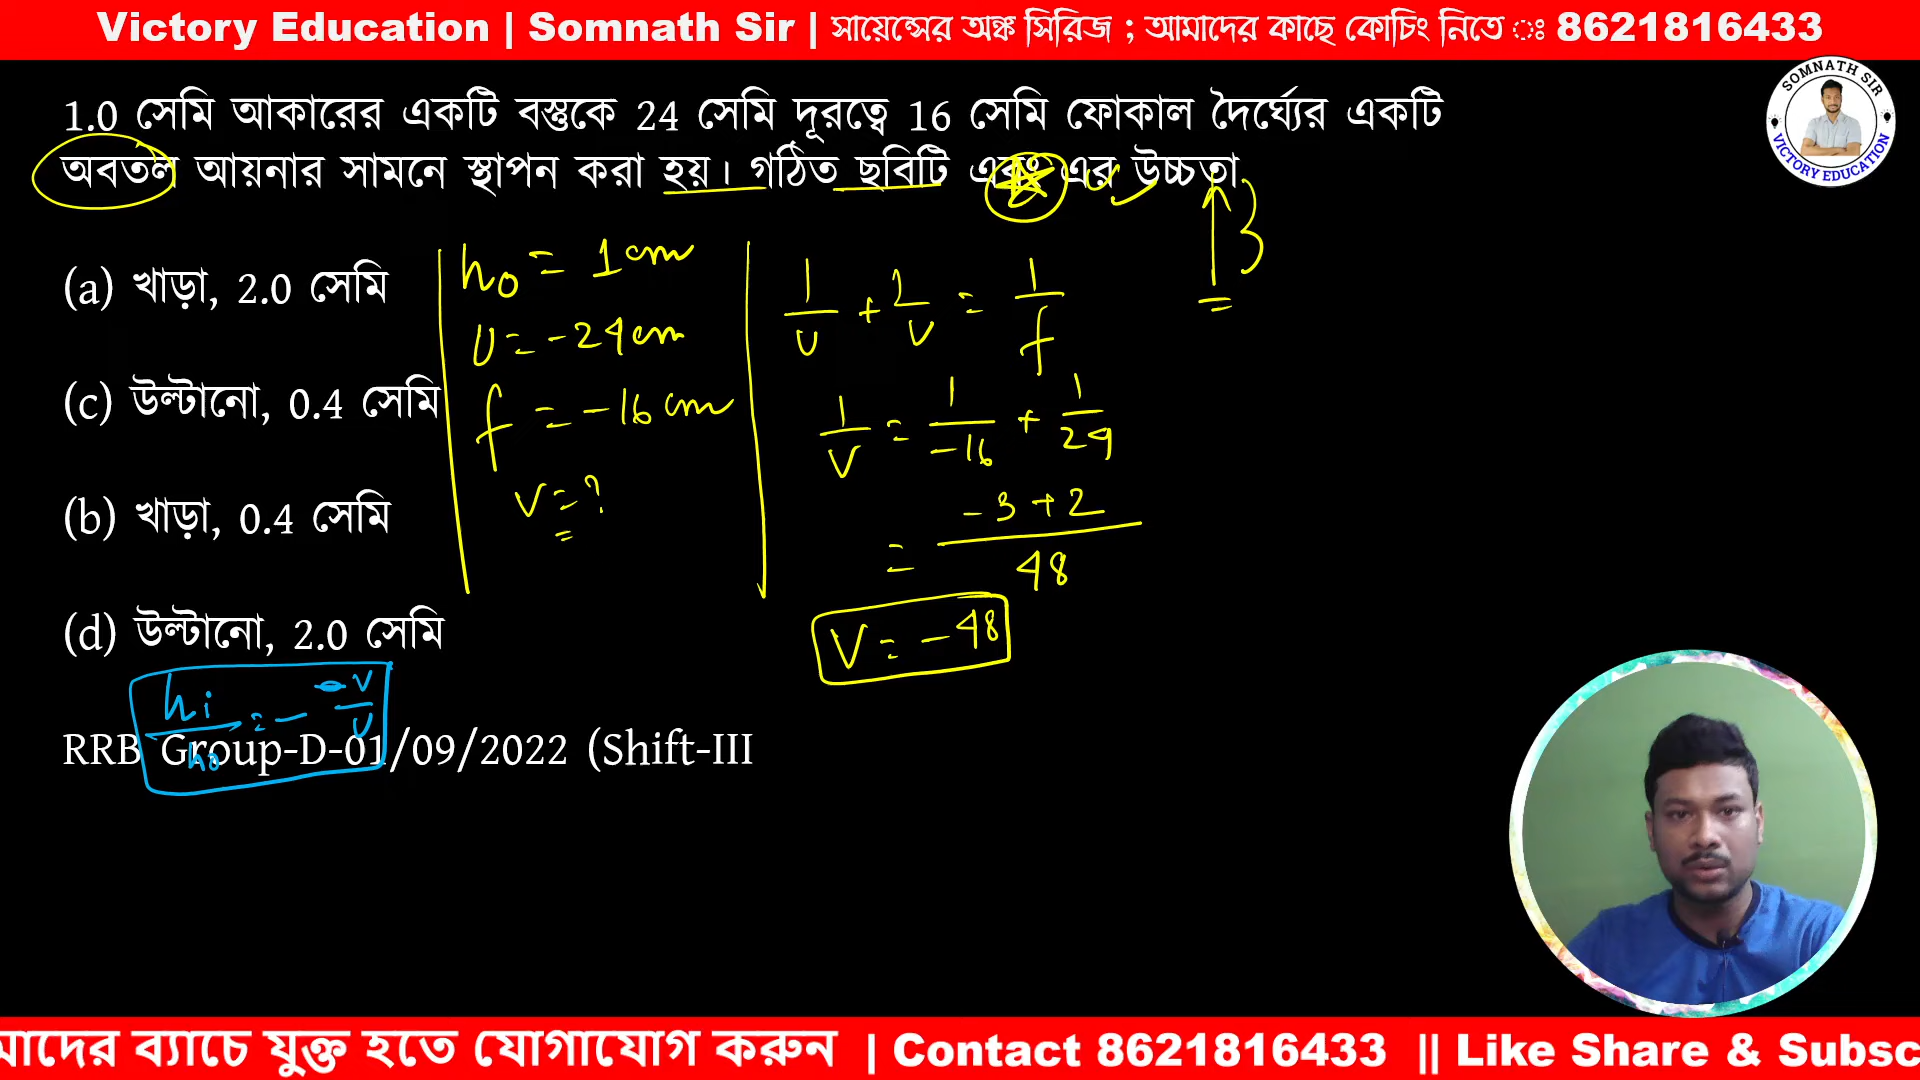 Victory Education | Somnath Sir | সায়েন্সের অঙ্ক সিরিজ ; আমাদের কাছে কোচিং নিতে ঃ 8621816433
SOMNATH SIR
VICTORY EDUCATION
1.0 সেমি আকারের একটি বস্তুকে 24 সেমি দূরত্বে 16 সেমি ফোকাল দৈর্ঘ্যের একটি
অবতল আয়নার সামনে স্থাপন করা হয়। গঠিত ছবিটি এবং এর উচ্চতা
(a) খাড়া, 2.0 সেমি
(c) উল্টানো, 0.4 সেমি
(b) খাড়া, 0.4 সেমি
(d) উল্টানো, 2.0 সেমি
RRB Group-D-01/09/2022 (Shift-III
h₀ = 1cm
u = -24cm
f = -16cm
v = ?
1/u + 1/v = 1/f
1/v = 1/-16 + 1/24
= -3+2/48
V = -48
hi/ho = - v/u
মাদের ব্যাচে যুক্ত হতে যোগাযোগ করুন | Contact 8621816433 || Like Share & Subsc